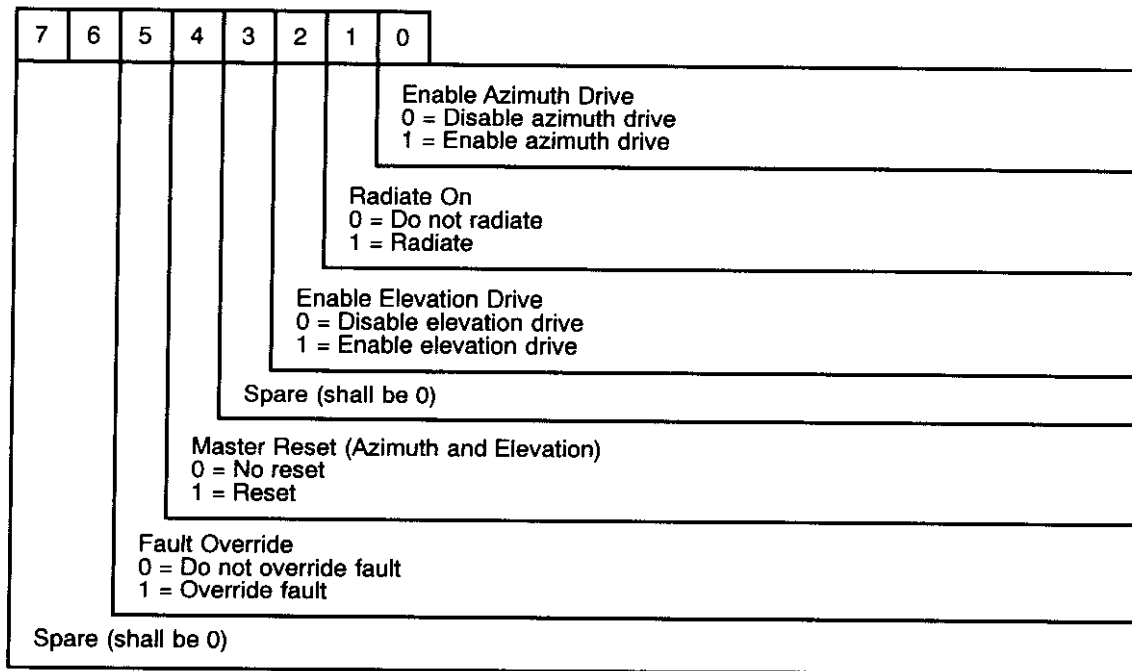 7 6 5 4 3 2 1 0
Enable Azimuth Drive
0 = Disable azimuth drive
1 = Enable azimuth drive
Radiate On
0 = Do not radiate
1 = Radiate
Enable Elevation Drive
0 = Disable elevation drive
1 = Enable elevation drive
Spare (shall be 0)
Master Reset (Azimuth and Elevation)
0 = No reset
1 = Reset
Fault Override
0 = Do not override fault
1 = Override fault
Spare (shall be 0)